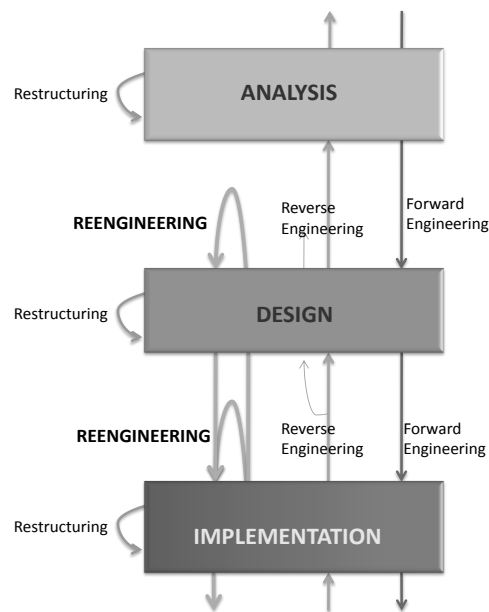 Restructuring
ANALYSIS
REENGINEERING
Reverse
Engineering
Forward
Engineering
Restructuring
DESIGN
REENGINEERING
Reverse
Engineering
Forward
Engineering
Restructuring
IMPLEMENTATION